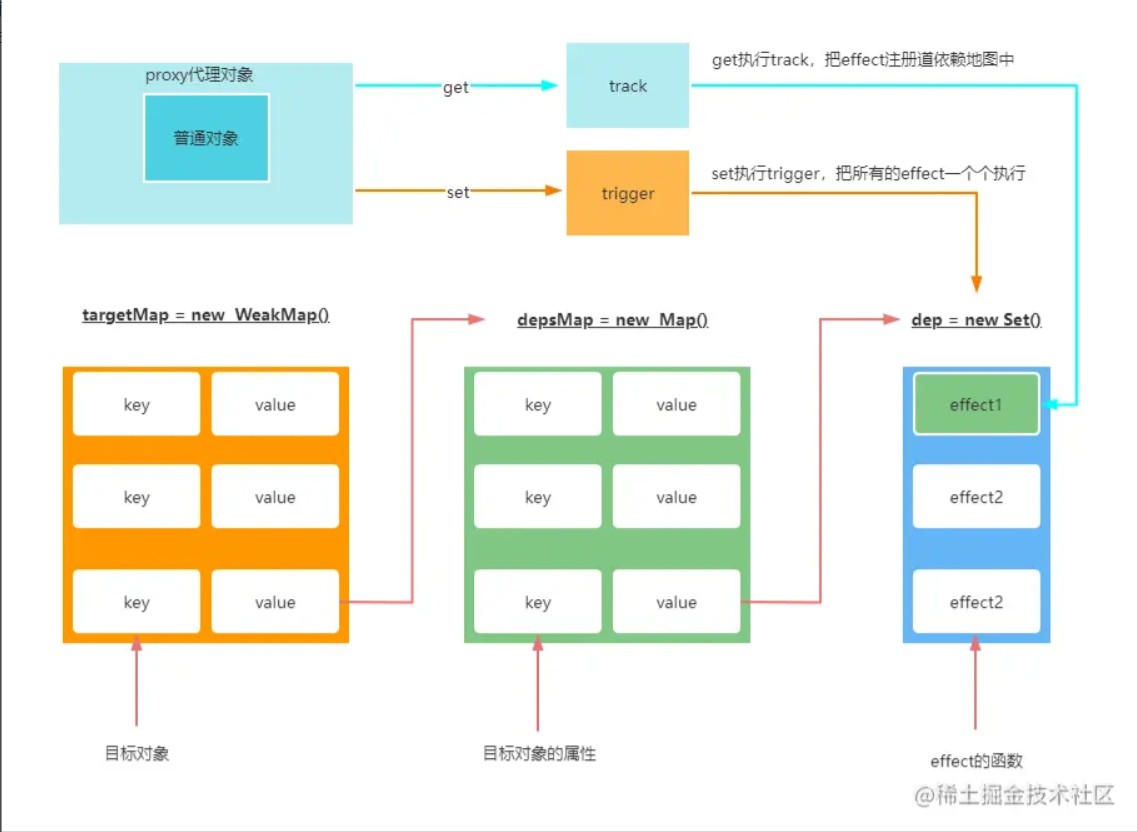 proxy代理对象
普通对象
get
track
get执行track，把effect注册道依赖地图中
set
trigger
set执行trigger，把所有的effect一个个执行
targetMap = new WeakMap()
depsMap = new Map()
dep = new Set()
key
value
key
value
effect1
key
value
key
value
effect2
key
value
key
value
effect2
目标对象
目标对象的属性
effect的函数
@稀土掘金技术社区